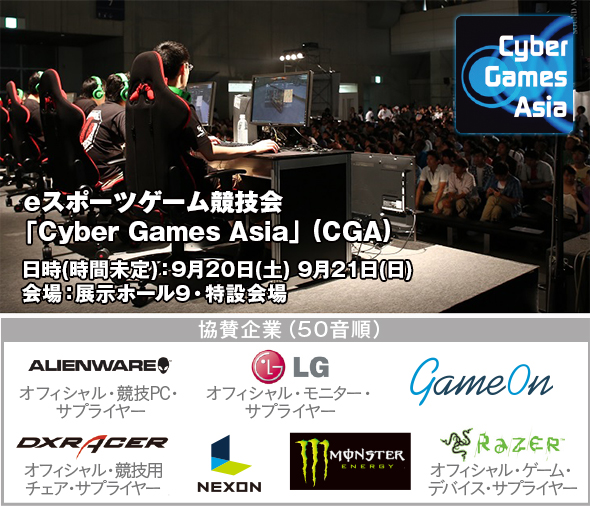 Cyber
Games
Asia
eスポーツゲーム競技会
「Cyber Games Asia」（CGA）
日時(時間未定)：9月20日(土) 9月21日(日)
会場：展示ホール9・特設会場
協賛企業（50音順）
ALIENWARE
オフィシャル・競技PC・
サプライヤー
LG
オフィシャル・モニター・
サプライヤー
GameOn
DXRACER
オフィシャル・競技用
チェア・サプライヤー
NEXON
MONSTER
ENERGY
RAZER
オフィシャル・ゲーム・
デバイス・サプライヤー